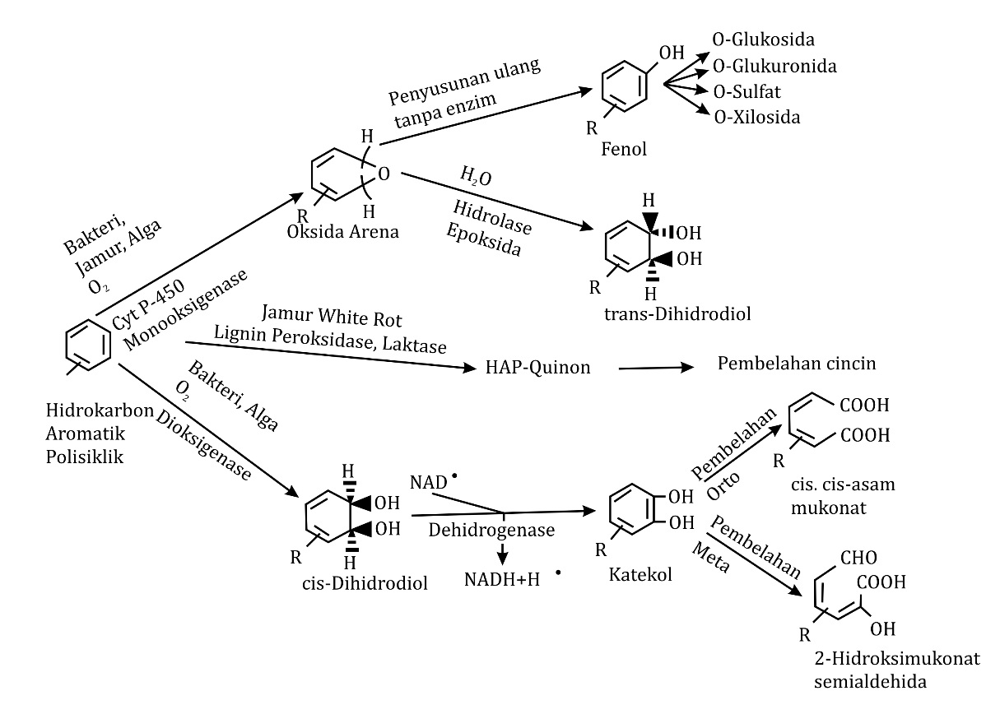 O-Glukosida
OH
O-Glukuronida
Penyusunan ulang
tanpa enzim
O-Sulfat
O-Xilosida
R
Fenol
H
O
H
R
Oksida Arena
H₂O
Hidrolase
Epoksida
H
OH
OH
R
H
trans-Dihidrodiol
Bakteri,
Jamur, Alga
O₂
Cyt P-450
Monooksigenase
Jamur White Rot
Lignin Peroksidase, Laktase
HAP-Quinon
Pembelahan cincin
Hidrokarbon
Aromatik
Polisiklik
Bakteri, Alga
O₂
Dioksigenase
H
OH
OH
R
H
cis-Dihidrodiol
NAD•
Dehidrogenase
NADH+H •
OH
OH
R
Katekol
Pembelahan
Orto
COOH
COOH
R
cis. cis-asam
mukonat
Pembelahan
Meta
CHO
COOH
OH
R
2-Hidroksimukonat
semialdehida